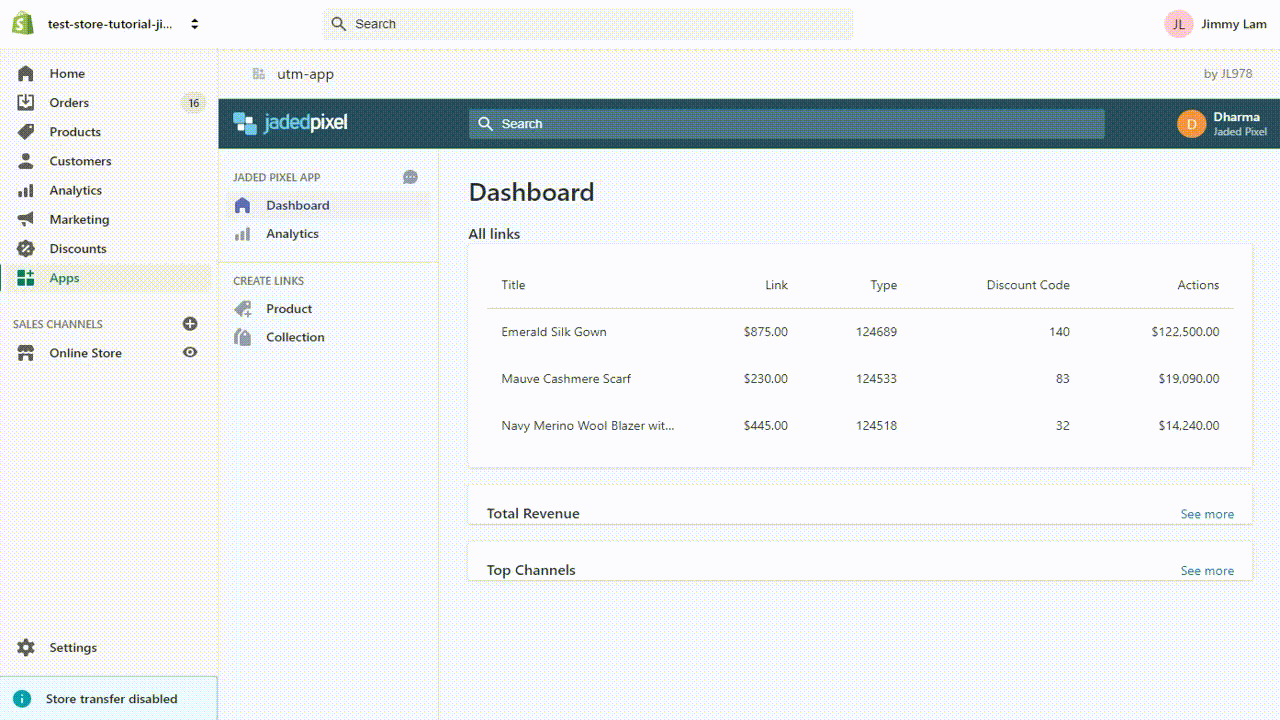 test-store-tutorial-ji...
Search
JL
Jimmy Lam
Home
Orders
16
Products
Customers
Analytics
Marketing
Discounts
Apps
SALES CHANNELS
Online Store
Settings
Store transfer disabled
utm-app
by JL978
jadedpixel
Search
D
Dharma
Jaded Pixel
JADED PIXEL APP
Dashboard
Analytics
CREATE LINKS
Product
Collection
Dashboard
All links
Title Link Type Discount Code Actions
Emerald Silk Gown $875.00 124689 140 $122,500.00
Mauve Cashmere Scarf $230.00 124533 83 $19,090.00
Navy Merino Wool Blazer wit... $445.00 124518 32 $14,240.00
Total Revenue See more
Top Channels See more